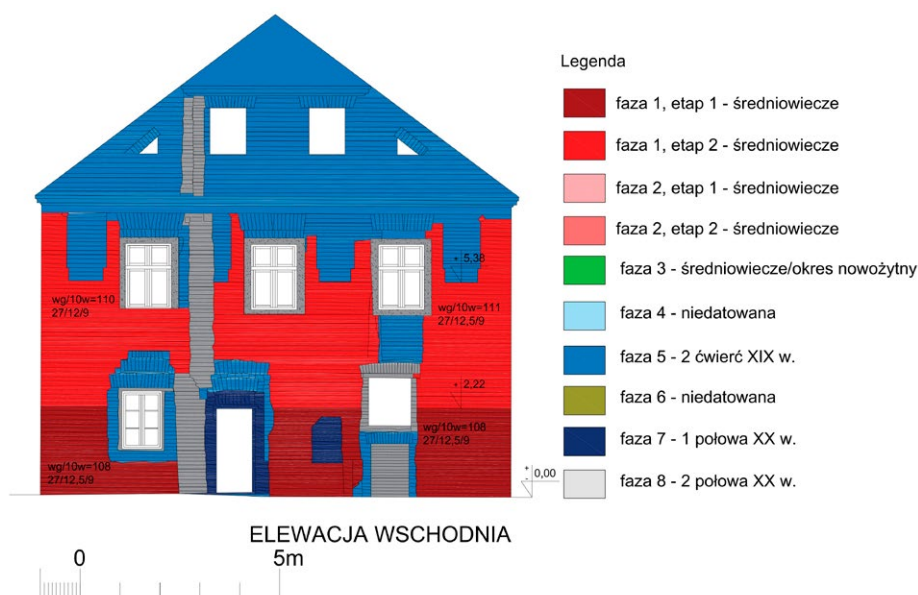 Legenda
faza 1, etap 1 - średniowiecze
faza 1, etap 2 - średniowiecze
faza 2, etap 1 - średniowiecze
faza 2, etap 2 - średniowiecze
faza 3 - średniowiecze/okres nowożytny
faza 4 - niedatowana
faza 5 - 2 ćwierć XIX w.
faza 6 - niedatowana
faza 7 - 1 połowa XX w.
faza 8 - 2 połowa XX w.
+ 5,38
wg/10w=110
27/12/9
wg/10w=111
27/12,5/9
+ 2,22
wg/10w=108
27/12,5/9
wg/10w=108
27/12,5/9
+ 0,00
-
ELEWACJA WSCHODNIA
0 5m